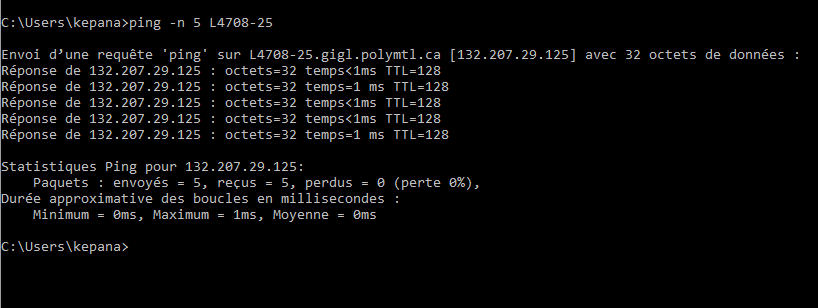 C:\Users\kepana>ping -n 5 L4708-25
Envoi d’une requête 'ping' sur L4708-25.gigl.polymtl.ca [132.207.29.125] avec 32 octets de données :
Réponse de 132.207.29.125 : octets=32 temps<1ms TTL=128
Réponse de 132.207.29.125 : octets=32 temps=1 ms TTL=128
Réponse de 132.207.29.125 : octets=32 temps<1ms TTL=128
Réponse de 132.207.29.125 : octets=32 temps<1ms TTL=128
Réponse de 132.207.29.125 : octets=32 temps=1 ms TTL=128
Statistiques Ping pour 132.207.29.125:
    Paquets : envoyés = 5, reçus = 5, perdus = 0 (perte 0%),
Durée approximative des boucles en millisecondes :
    Minimum = 0ms, Maximum = 1ms, Moyenne = 0ms
C:\Users\kepana>